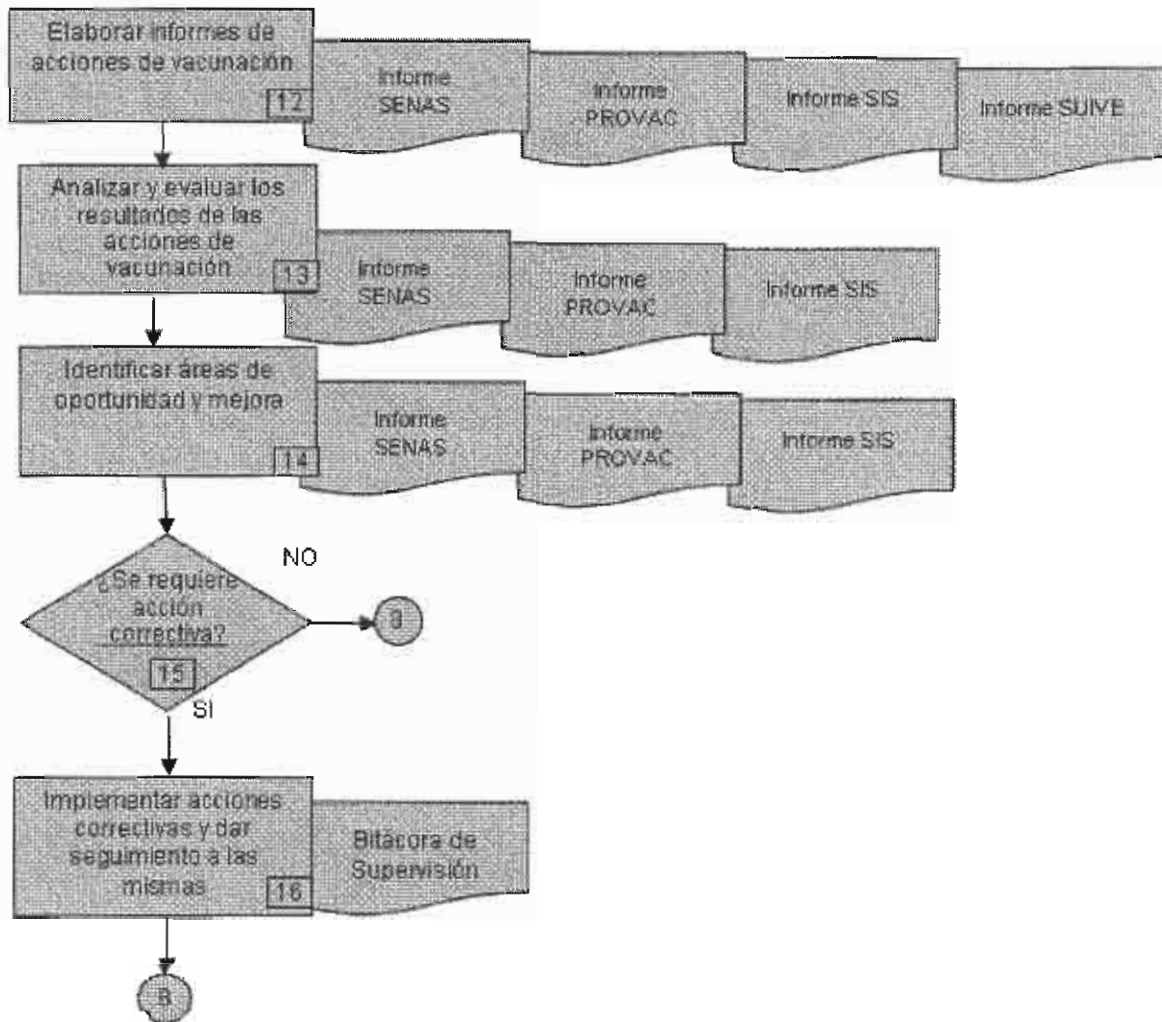 Elaborar informes de
acciones de vacunación
12
Informe
SENAS
Informe
PROVAC
Informe SIS
Informe SUIVE
Analizar y evaluar los
resultados de las
acciones de
vacunación
13
Informe
SENAS
Informe
PROVAC
Informe SIS
Identificar áreas de
oportunidad y mejora
14
Informe
SENAS
Informe
PROVAC
Informe SIS
¿Se requiere
acción
correctiva?
15
NO
B
SI
Implementar acciones
correctivas y dar
seguimiento a las
mismas
16
Bitácora de
Supervisión
B